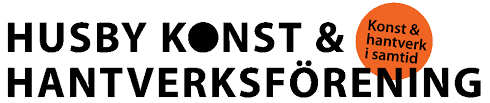 HUSBY KONST &
HANTVERKSFÖRENING
Konst &
hantverk
i samtid